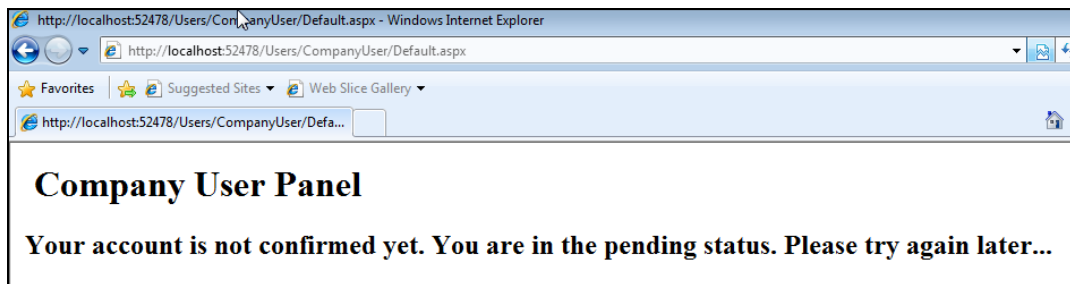 http://localhost:52478/Users/CompanyUser/Default.aspx - Windows Internet Explorer
http://localhost:52478/Users/CompanyUser/Default.aspx
Favorites Suggested Sites Web Slice Gallery
http://localhost:52478/Users/CompanyUser/Defa...
Company User Panel
Your account is not confirmed yet. You are in the pending status. Please try again later...